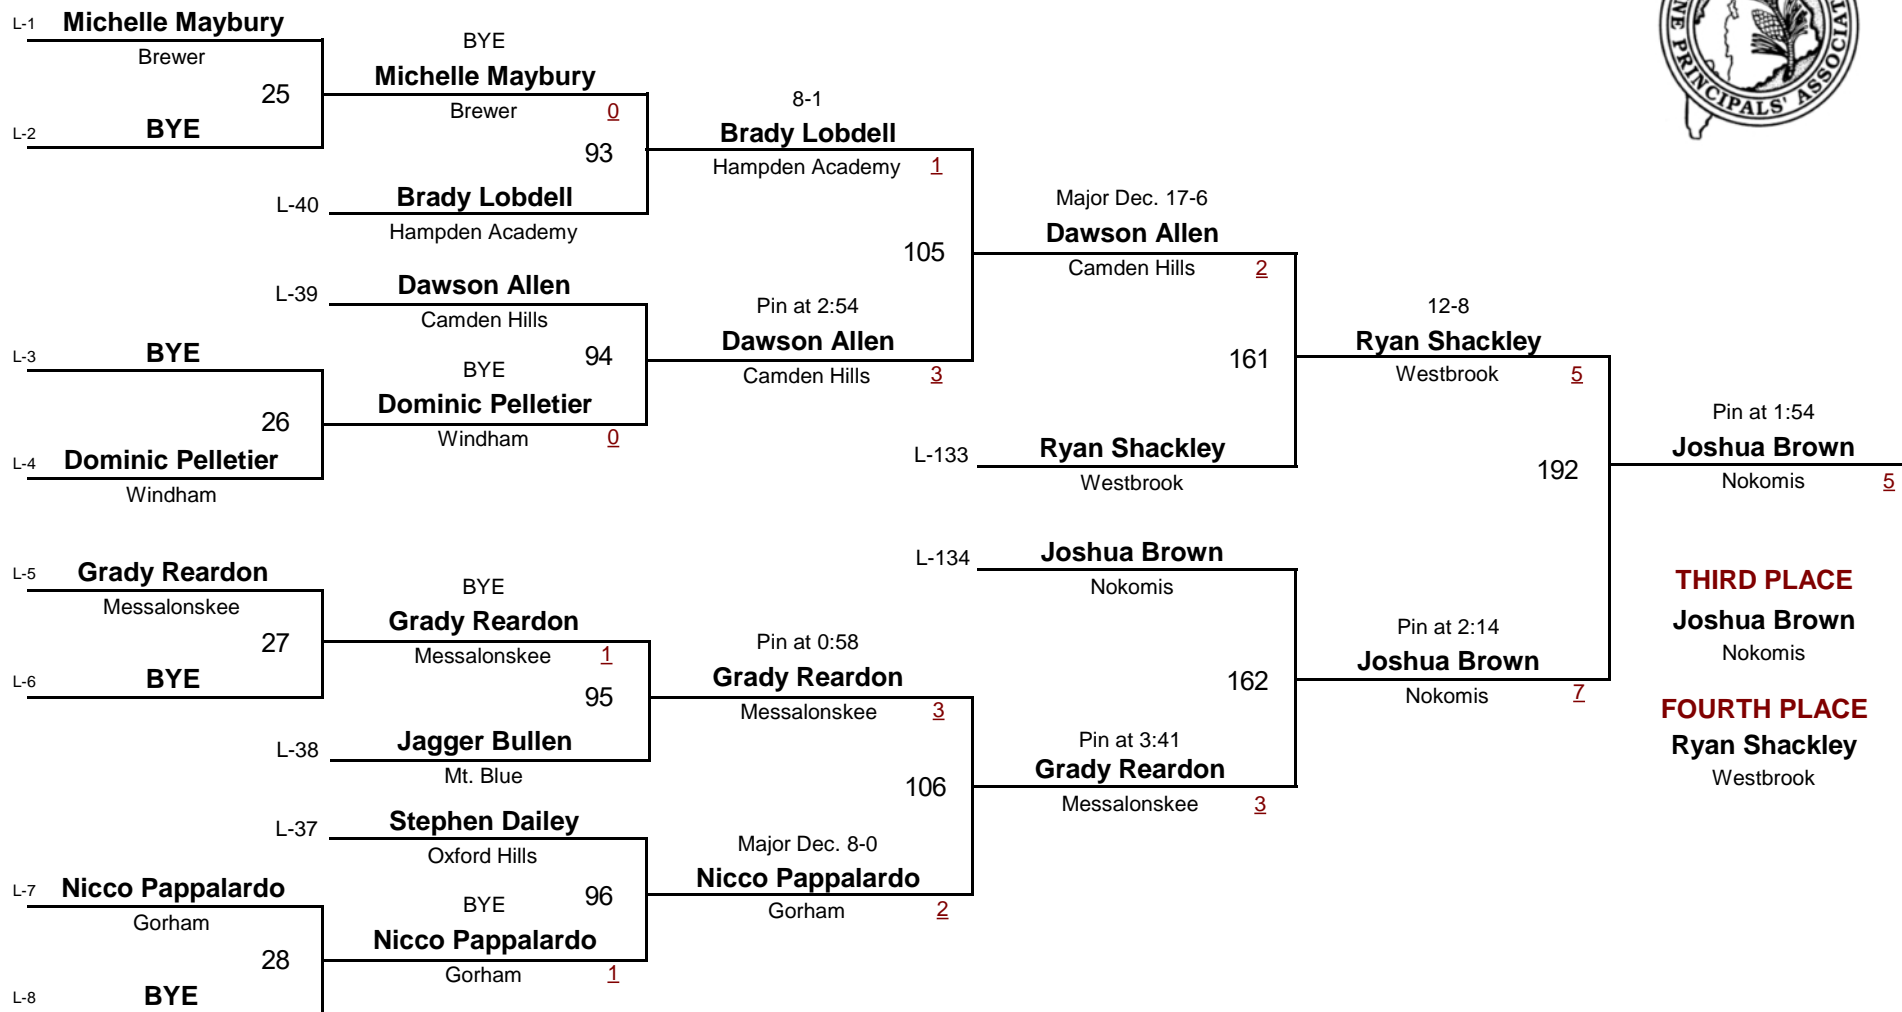 L-1 Michelle Maybury
Brewer
25
L-2 BYE
BYE
Michelle Maybury
Brewer 0
93
L-40 Brady Lobdell
Hampden Academy
8-1
Brady Lobdell
Hampden Academy 1
105
L-39 Dawson Allen
Camden Hills
94
L-3 BYE
26
L-4 Dominic Pelletier
Windham
BYE
Dominic Pelletier
Windham 0
Pin at 2:54
Dawson Allen
Camden Hills 3
Major Dec. 17-6
Dawson Allen
Camden Hills 2
161
L-133 Ryan Shackley
Westbrook
12-8
Ryan Shackley
Westbrook 5
192
Pin at 1:54
Joshua Brown
Nokomis 5
L-5 Grady Reardon
Messalonskee
27
L-6 BYE
BYE
Grady Reardon
Messalonskee 1
95
L-38 Jagger Bullen
Mt. Blue
Pin at 0:58
Grady Reardon
Messalonskee 3
106
L-37 Stephen Dailey
Oxford Hills
96
L-7 Nicco Pappalardo
Gorham
28
L-8 BYE
BYE
Nicco Pappalardo
Gorham 1
Major Dec. 8-0
Nicco Pappalardo
Gorham 2
L-134 Joshua Brown
Nokomis
162
Pin at 3:41
Grady Reardon
Messalonskee 3
Pin at 2:14
Joshua Brown
Nokomis 7
THIRD PLACE
Joshua Brown
Nokomis
FOURTH PLACE
Ryan Shackley
Westbrook
NE PRINCIPALS' ASSOCIAT